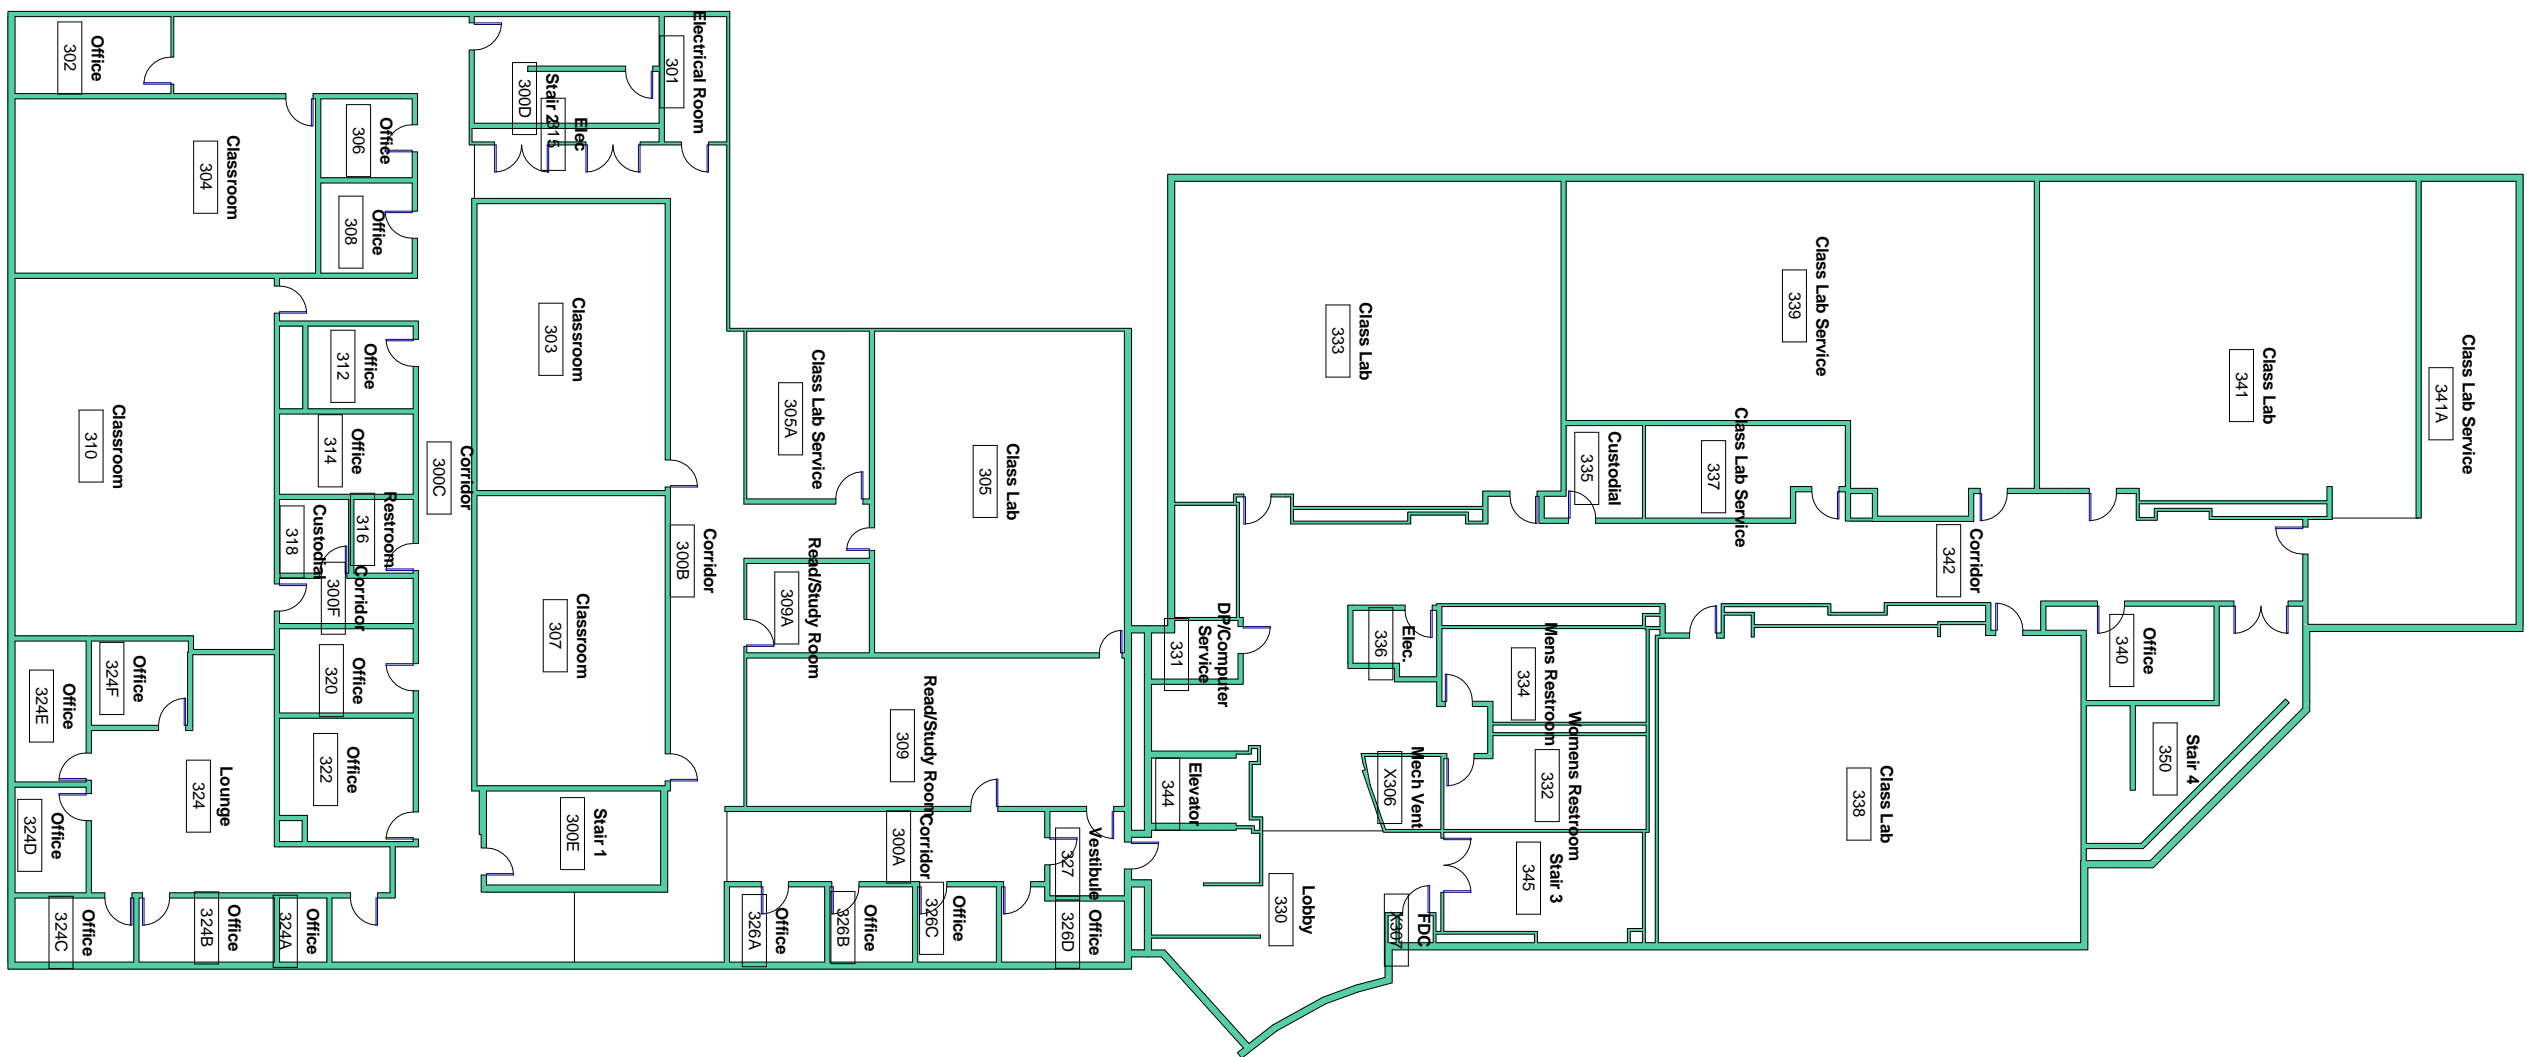 Office
302
Classroom
304
Office
306
Office
308
Stair 2
300D
Elec
315
Electrical Room
301
Classroom
310
Office
312
Office
314
Restroom
316
Custodial
318
Corridor
300F
Corridor
300C
Office
320
Office
322
Office
324F
Office
324E
Office
324D
Lounge
324
Office
324C
Office
324B
Office
324A
Classroom
303
Classroom
307
Stair 1
300E
Corridor
300B
Class Lab Service
305A
Class Lab
305
Read/Study Room
309A
Read/Study Room
309
Corridor
300A
Vestibule
327
Office
326A
Office
326B
Office
326C
Office
326D
Class Lab
333
Class Lab Service
339
Class Lab
341
Class Lab Service
341A
Custodial
335
Class Lab Service
337
Corridor
342
DP/Computer
Service
331
Elec.
336
Mens Restroom
334
Womens Restroom
332
Mech Vent
X306
Elevator
344
Lobby
330
Stair 3
345
FDC
X307
Class Lab
338
Office
340
Stair 4
350